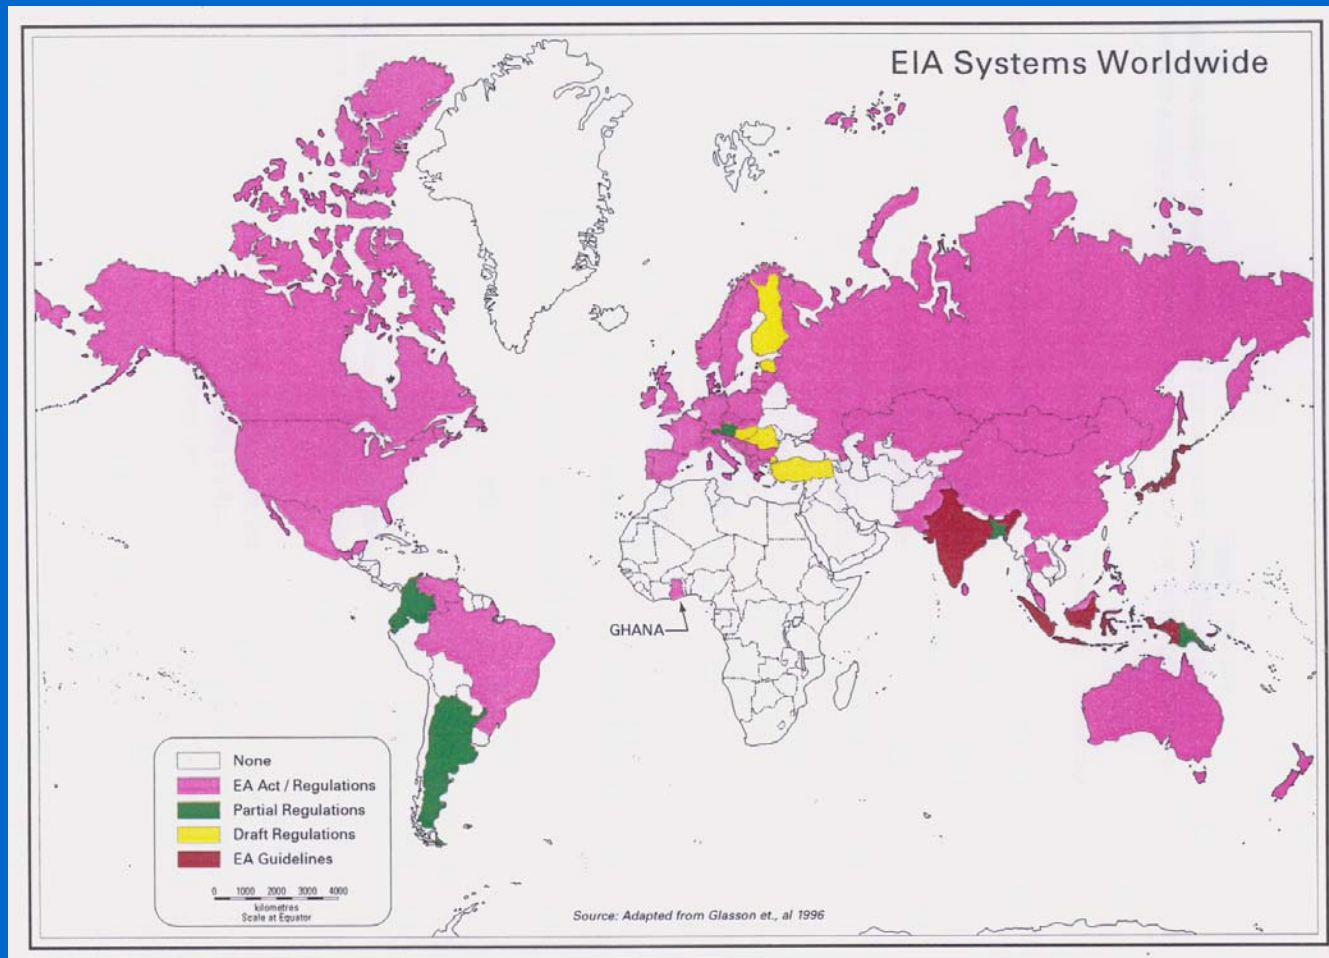 EIA Systems Worldwide
GHANA
None
EA Act / Regulations
Partial Regulations
Draft Regulations
EA Guidelines
0 1000 2000 3000 4000
kilometres
Scale at Equator
Source: Adapted from Glasson et., al 1996